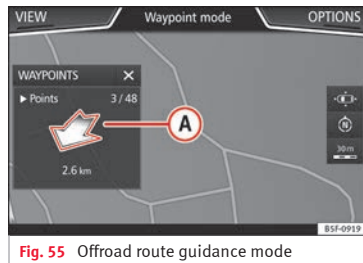 VIEW Waypoint mode OPTIONS
WAYPOINTS X
▶ Points 3 / 48
A
2.6 km
N
30 m
B5F-0919
Fig. 55 Offroad route guidance mode